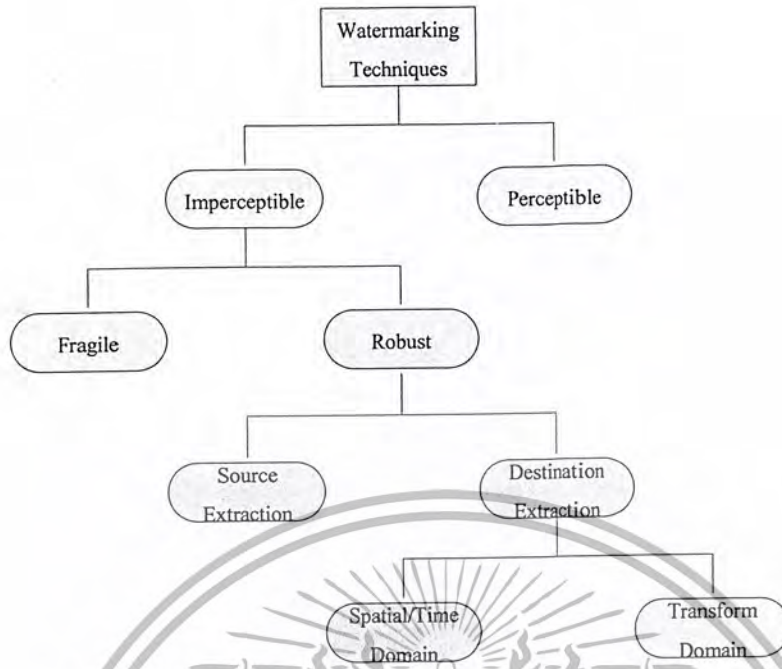 Watermarking
Techniques
Imperceptible
Perceptible
Fragile
Robust
Source
Extraction
Destination
Extraction
Spatial/Time
Domain
Transform
Domain